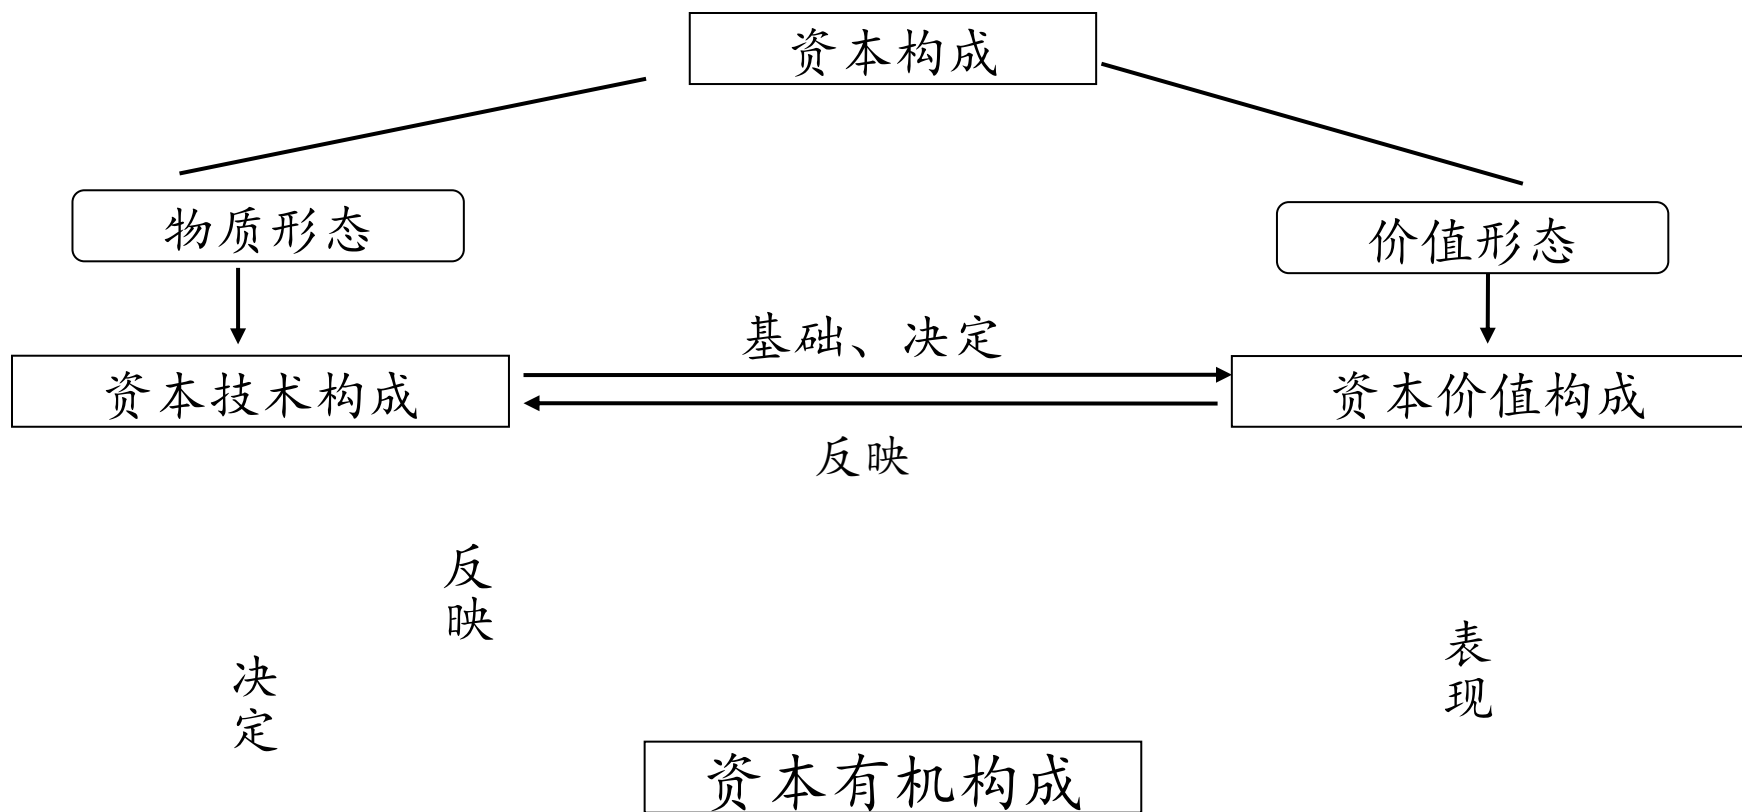 资本构成
物质形态
价值形态
基础、决定
资本技术构成
资本价值构成
反映
反
映
决
定
表
现
资本有机构成